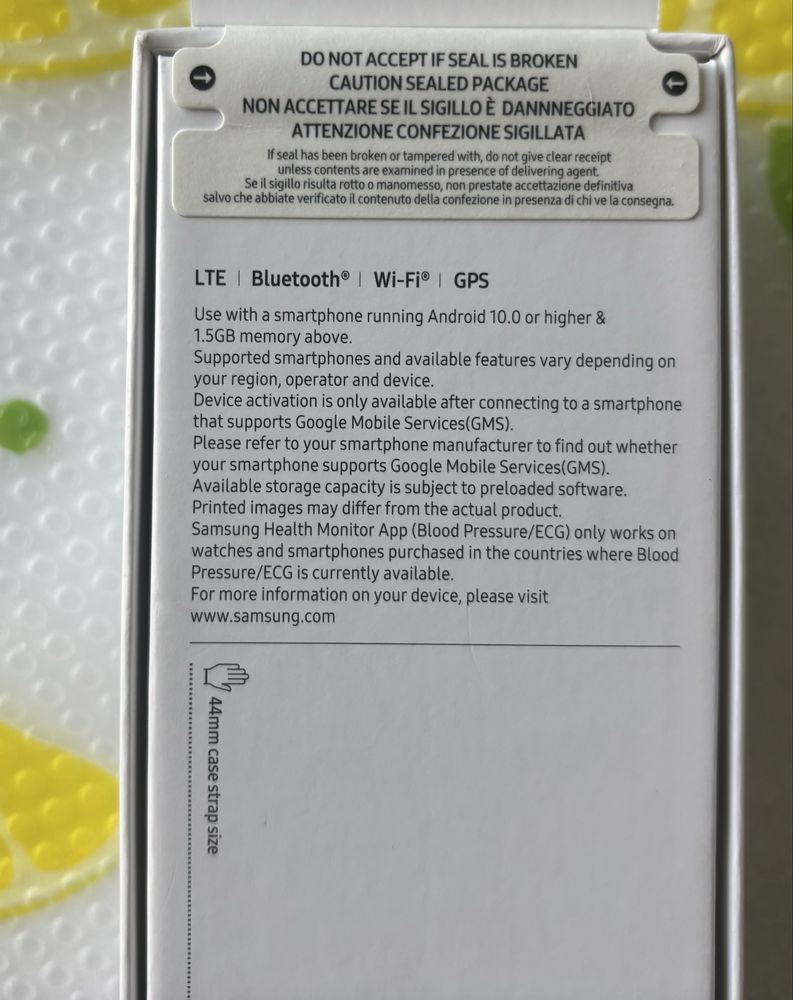 DO NOT ACCEPT IF SEAL IS BROKEN
CAUTION SEALED PACKAGE
NON ACCETTARE SE IL SIGILLO È DANNNEGGIATO
ATTENZIONE CONFEZIONE SIGILLATA
If seal has been broken or tampered with, do not give clear receipt
unless contents are examined in presence of delivering agent.
Se il sigillo risulta rotto o manomesso, non prestate accettazione definitiva
salvo che abbiate verificato il contenuto della confezione in presenza di chi ve la consegna.
LTE | Bluetooth® | Wi-Fi® | GPS
Use with a smartphone running Android 10.0 or higher &
1.5GB memory above.
Supported smartphones and available features vary depending on
your region, operator and device.
Device activation is only available after connecting to a smartphone
that supports Google Mobile Services(GMS).
Please refer to your smartphone manufacturer to find out whether
your smartphone supports Google Mobile Services(GMS).
Available storage capacity is subject to preloaded software.
Printed images may differ from the actual product.
Samsung Health Monitor App (Blood Pressure/ECG) only works on
watches and smartphones purchased in the countries where Blood
Pressure/ECG is currently available.
For more information on your device, please visit
www.samsung.com
44mm case strap size